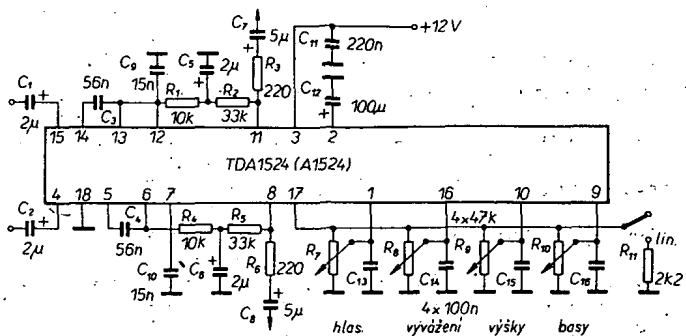 C7
5µ
+
+12V
C11
220n
C9
15n
C5
2µ
R3
220
C1
56n
C3
R1
10k
R2
33k
C12
100µ
2µ
15 14 13 12 11 3 2
TDA1524 (A1524)
4 18 5 6 7 8 17 1 16 10 9
C2
2µ
C4
56n
R4
10k
R5
33k
4x47k
C10
15n
C6
2µ
R6
220
C8
5µ
R7
C13
R8
C14
R9
C15
R10
C16
lin.
R11
2k2
4x100n
hlas. vyvážení výšky basy